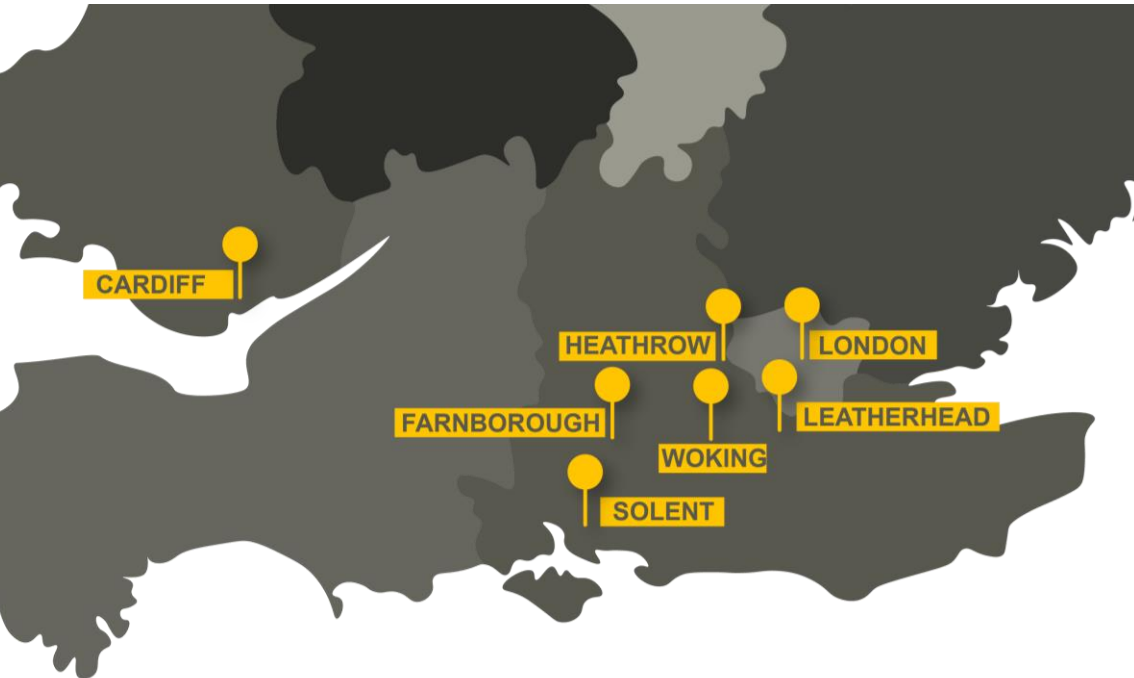 CARDIFF
HEATHROW
LONDON
FARNBOROUGH
LEATHERHEAD
WOKING
SOLENT